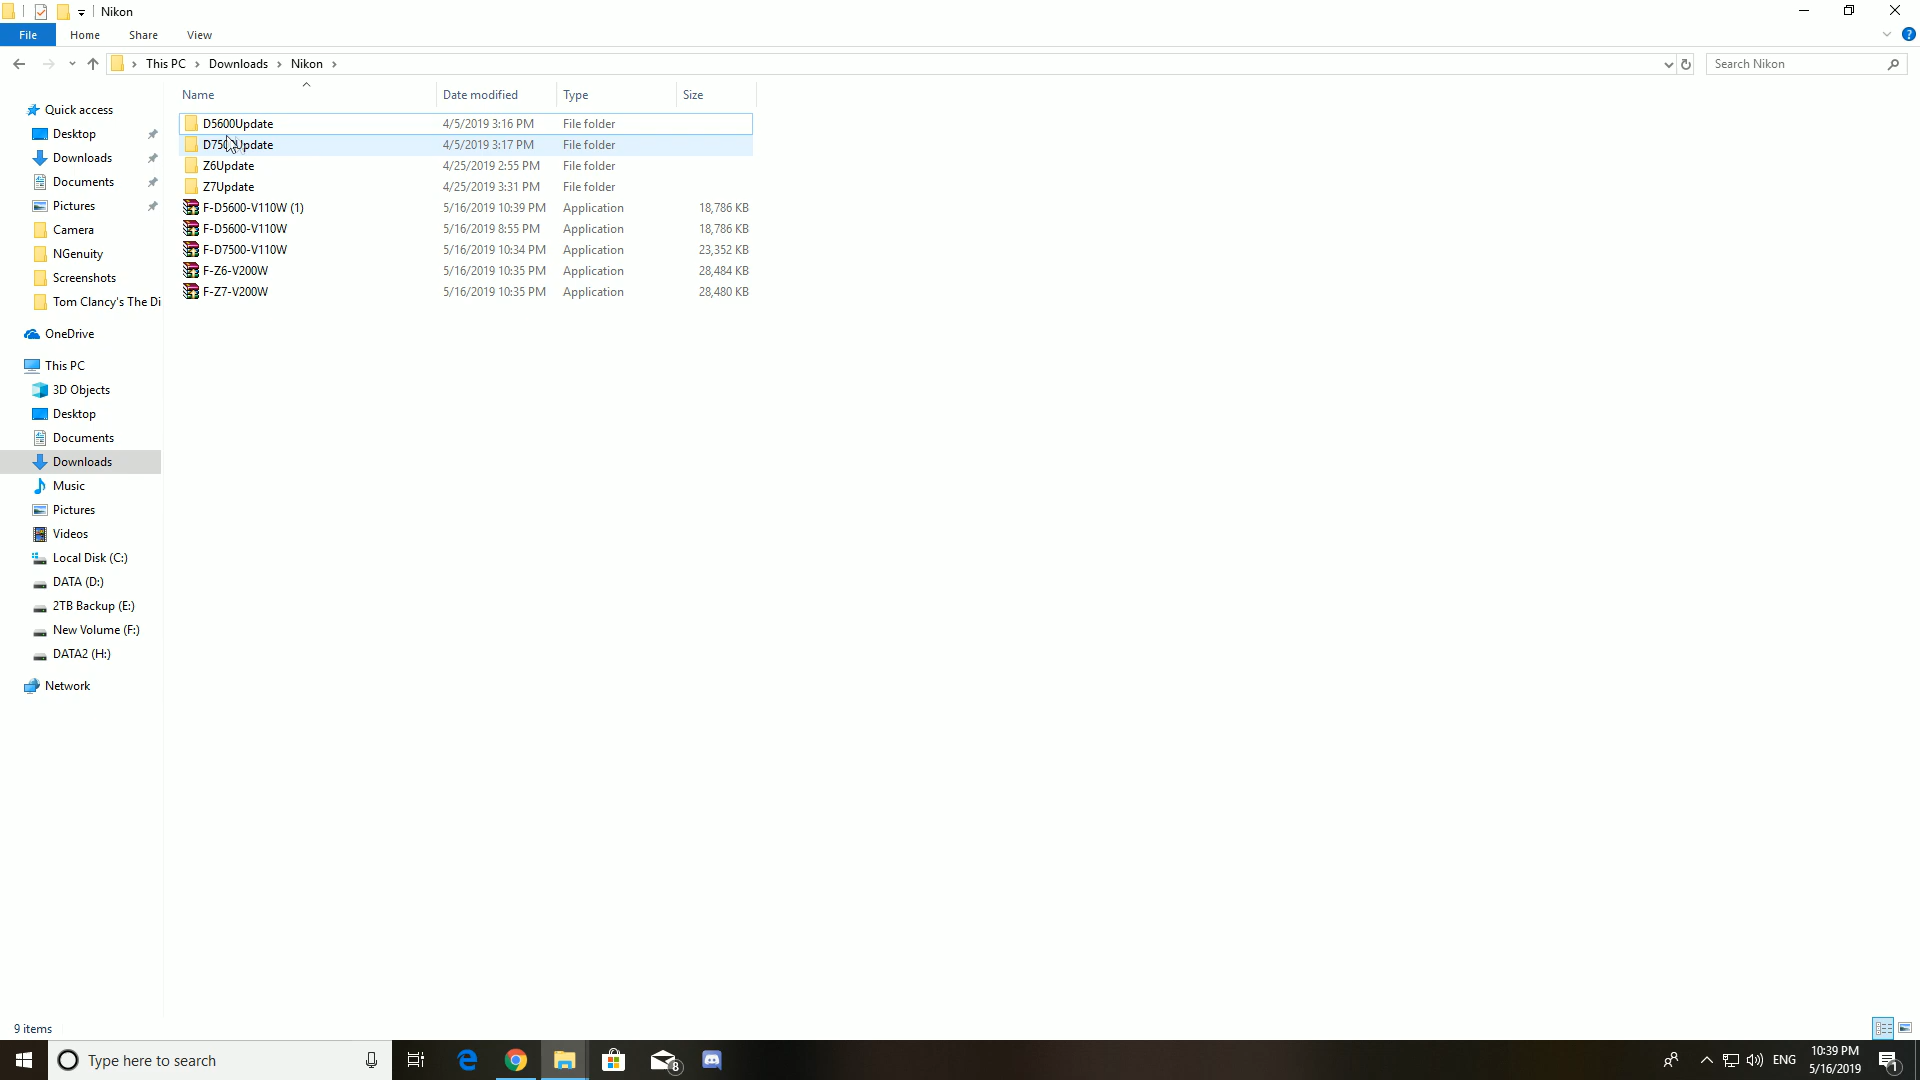 Nikon
File Home Share View
This PC Downloads Nikon Search Nikon
Name Date modified Type Size
Quick access
Desktop
Downloads
Documents
Pictures
Camera
NGenuity
Screenshots
Tom Clancy's The Di
OneDrive
This PC
3D Objects
Desktop
Documents
Downloads
Music
Pictures
Videos
Local Disk (C:)
DATA (D:)
2TB Backup (E:)
New Volume (F:)
DATA2 (H:)
Network
D5600Update 4/5/2019 3:16 PM File folder
4/5/2019 3:17 PM File folder
Z6Update 4/25/2019 2:55 PM File folder
Z7Update 4/25/2019 3:31 PM File folder
F-D5600-V110W (1) 5/16/2019 10:39 PM Application 18,786 KB
F-D5600-V110W 5/16/2019 8:55 PM Application 18,786 KB
F-D7500-V110W 5/16/2019 10:34 PM Application 23,352 KB
F-Z6-V200W 5/16/2019 10:35 PM Application 28,484 KB
F-Z7-V200W 5/16/2019 10:35 PM Application 28,480 KB
9 items
Type here to search 8 ENG 10:39 PM 1
5/16/2019